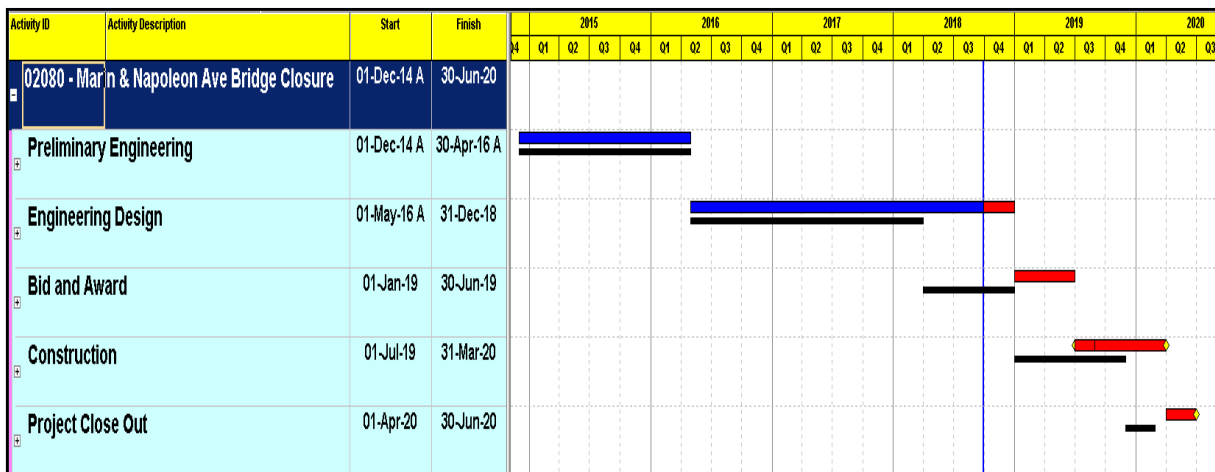 Activity ID Activity Description Start Finish 2015 2016 2017 2018 2019 2020
Q4 Q1 Q2 Q3 Q4 Q1 Q2 Q3 Q4 Q1 Q2 Q3 Q4 Q1 Q2 Q3 Q4 Q1 Q2 Q3 Q4 Q1 Q2 Q3
02080 - Marin & Napoleon Ave Bridge Closure 01-Dec-14 A 30-Jun-20
Preliminary Engineering 01-Dec-14 A 30-Apr-16 A
Engineering Design 01-May-16 A 31-Dec-18
Bid and Award 01-Jan-19 30-Jun-19
Construction 01-Jul-19 31-Mar-20
Project Close Out 01-Apr-20 30-Jun-20